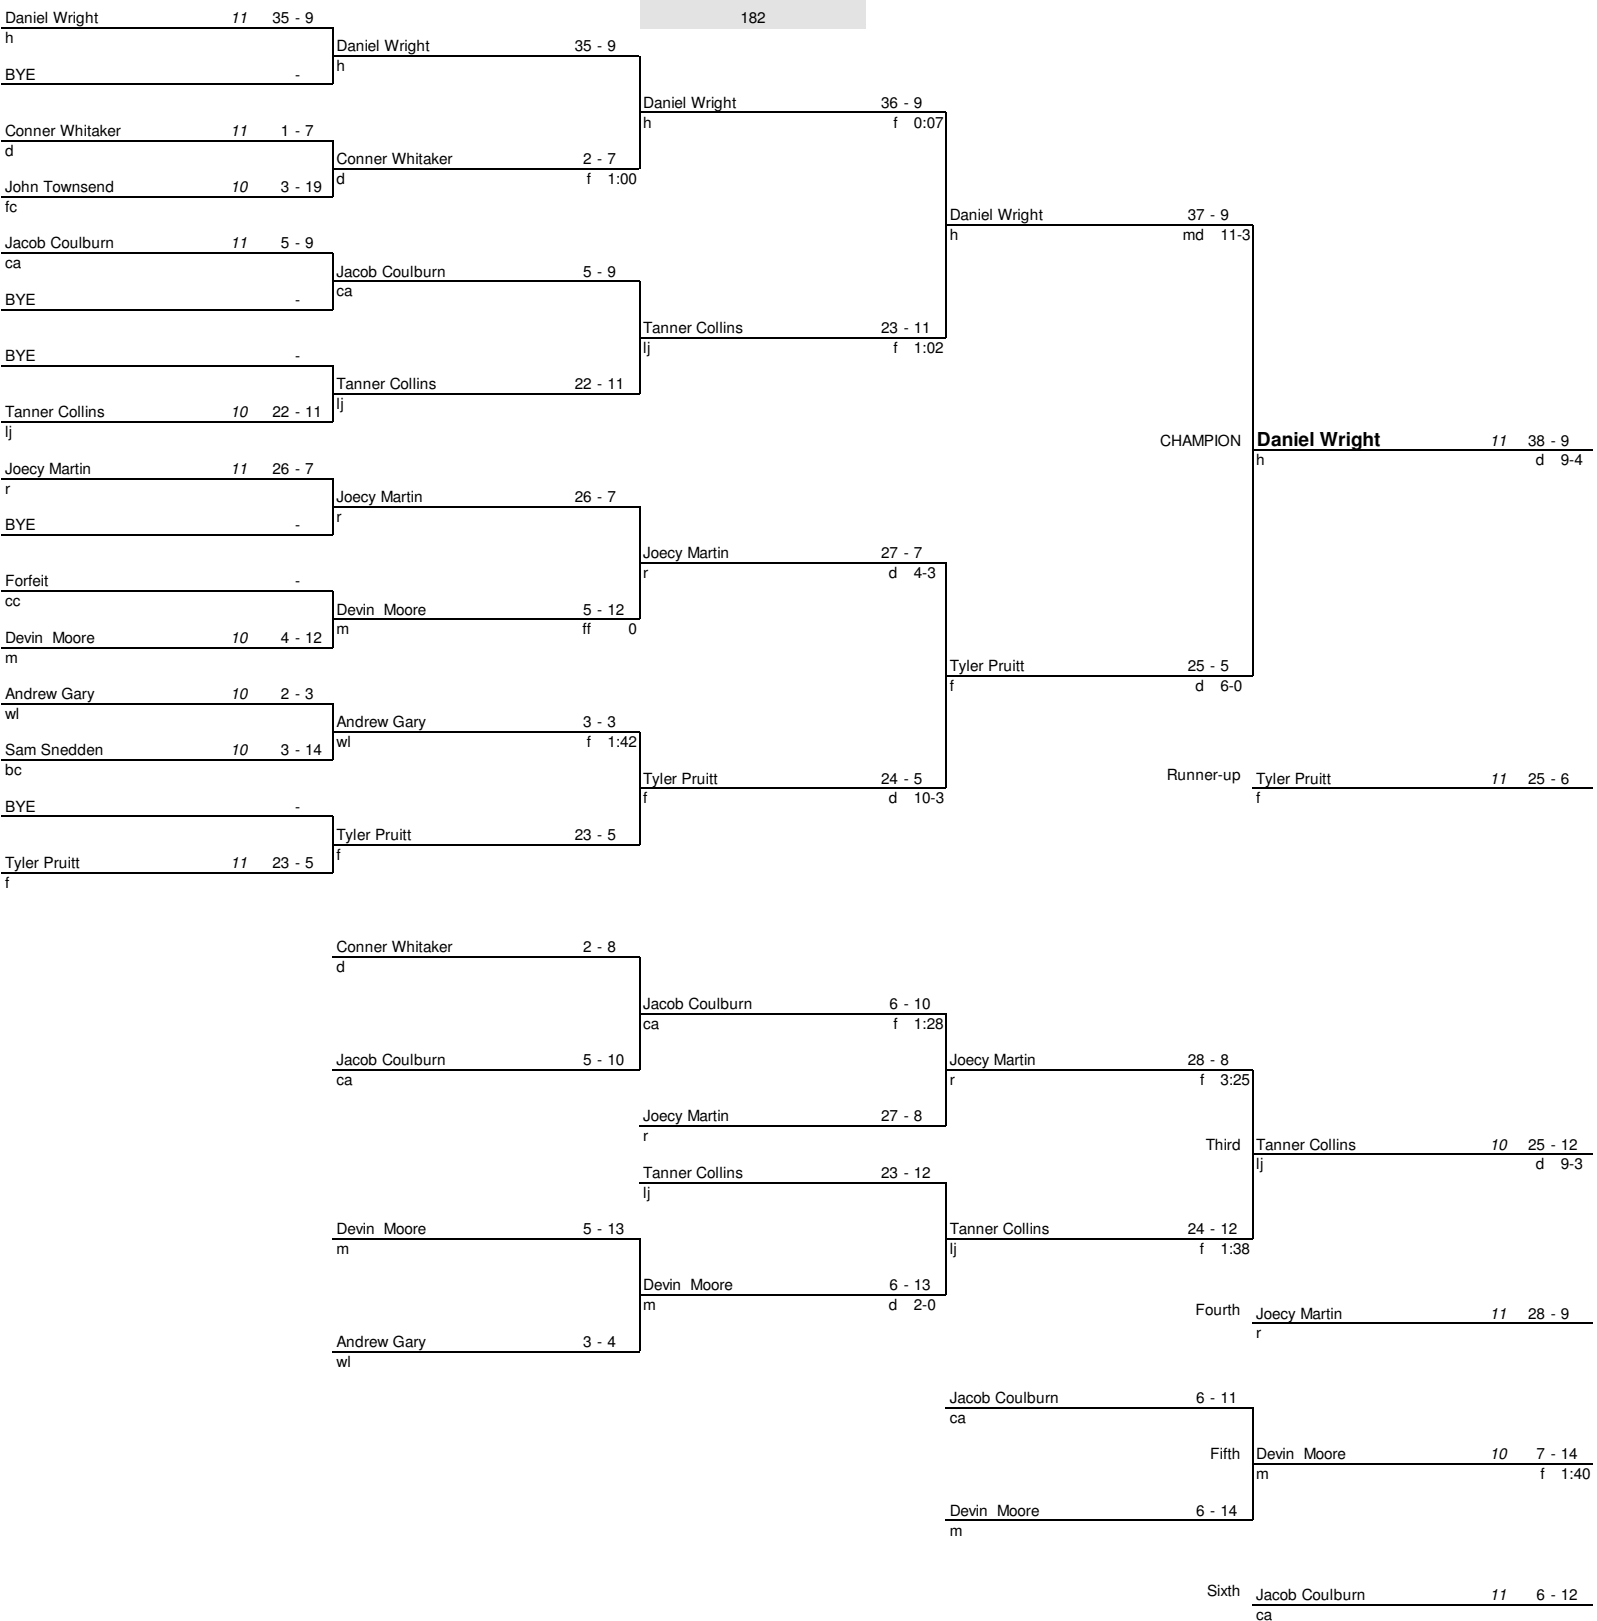 182
Daniel Wright 11 35 - 9
h
BYE -
Conner Whitaker 11 1 - 7
d
John Townsend 10 3 - 19
fc
Jacob Coulburn 11 5 - 9
ca
BYE -
BYE -
Tanner Collins 10 22 - 11
lj
Joecy Martin 11 26 - 7
r
BYE -
Forfeit -
cc
Devin  Moore 10 4 - 12
m
Andrew Gary 10 2 - 3
wl
Sam Snedden 10 3 - 14
bc
BYE -
Tyler Pruitt 11 23 - 5
f
Daniel Wright 35 - 9
h
Conner Whitaker 2 - 7
d f 1:00
Jacob Coulburn 5 - 9
ca
Tanner Collins 22 - 11
lj
Joecy Martin 26 - 7
r
Devin  Moore 5 - 12
m ff 0
Andrew Gary 3 - 3
wl f 1:42
Tyler Pruitt 23 - 5
f
Daniel Wright 36 - 9
h f 0:07
Tanner Collins 23 - 11
lj f 1:02
Joecy Martin 27 - 7
r d 4-3
Tyler Pruitt 24 - 5
f d 10-3
Daniel Wright 37 - 9
h md 11-3
Tyler Pruitt 25 - 5
f d 6-0
CHAMPION Daniel Wright 11 38 - 9
h d 9-4
Runner-up Tyler Pruitt 11 25 - 6
f
Conner Whitaker 2 - 8
d
Jacob Coulburn 5 - 10
ca
Devin  Moore 5 - 13
m
Andrew Gary 3 - 4
wl
Jacob Coulburn 6 - 10
ca f 1:28
Joecy Martin 27 - 8
r
Tanner Collins 23 - 12
lj
Devin  Moore 6 - 13
m d 2-0
Joecy Martin 28 - 8
r f 3:25
Tanner Collins 24 - 12
lj f 1:38
Third Tanner Collins 10 25 - 12
lj d 9-3
Fourth Joecy Martin 11 28 - 9
r
Jacob Coulburn 6 - 11
ca
Devin  Moore 6 - 14
m
Fifth Devin  Moore 10 7 - 14
m f 1:40
Sixth Jacob Coulburn 11 6 - 12
ca